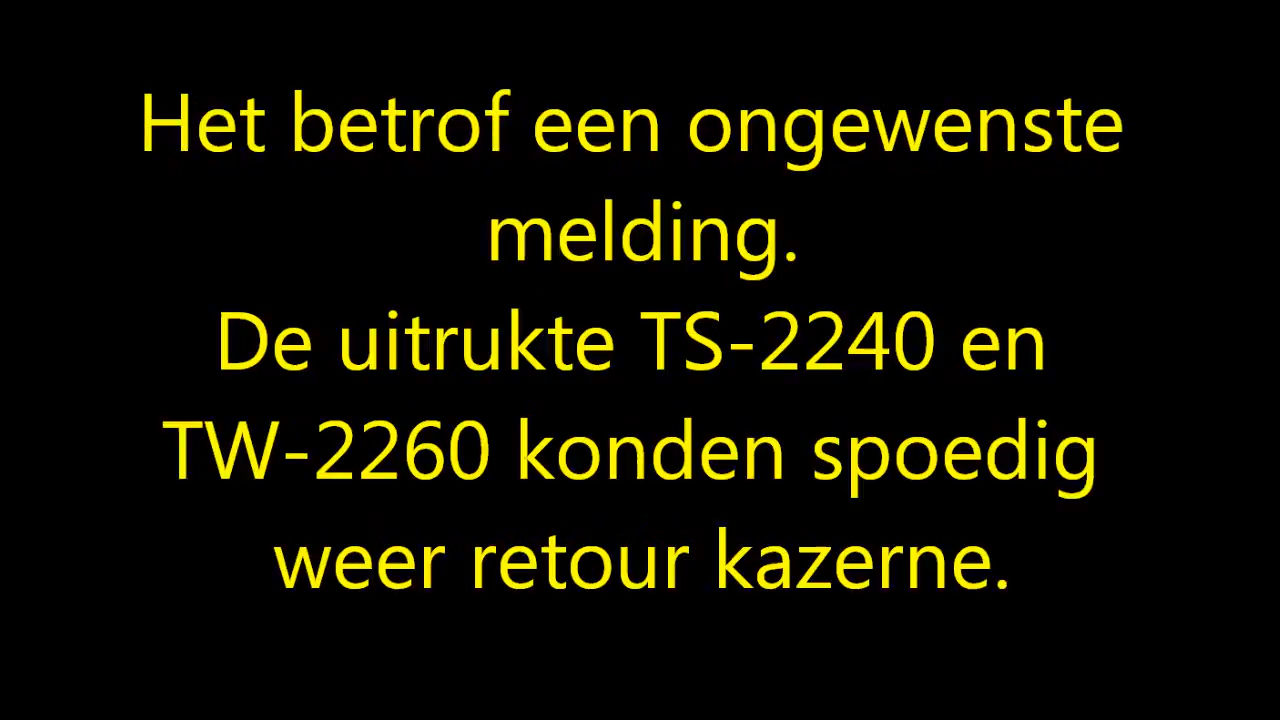 Het betrof een ongewenste
melding.
De uitrukte TS-2240 en
TW-2260 konden spoedig
weer retour kazerne.